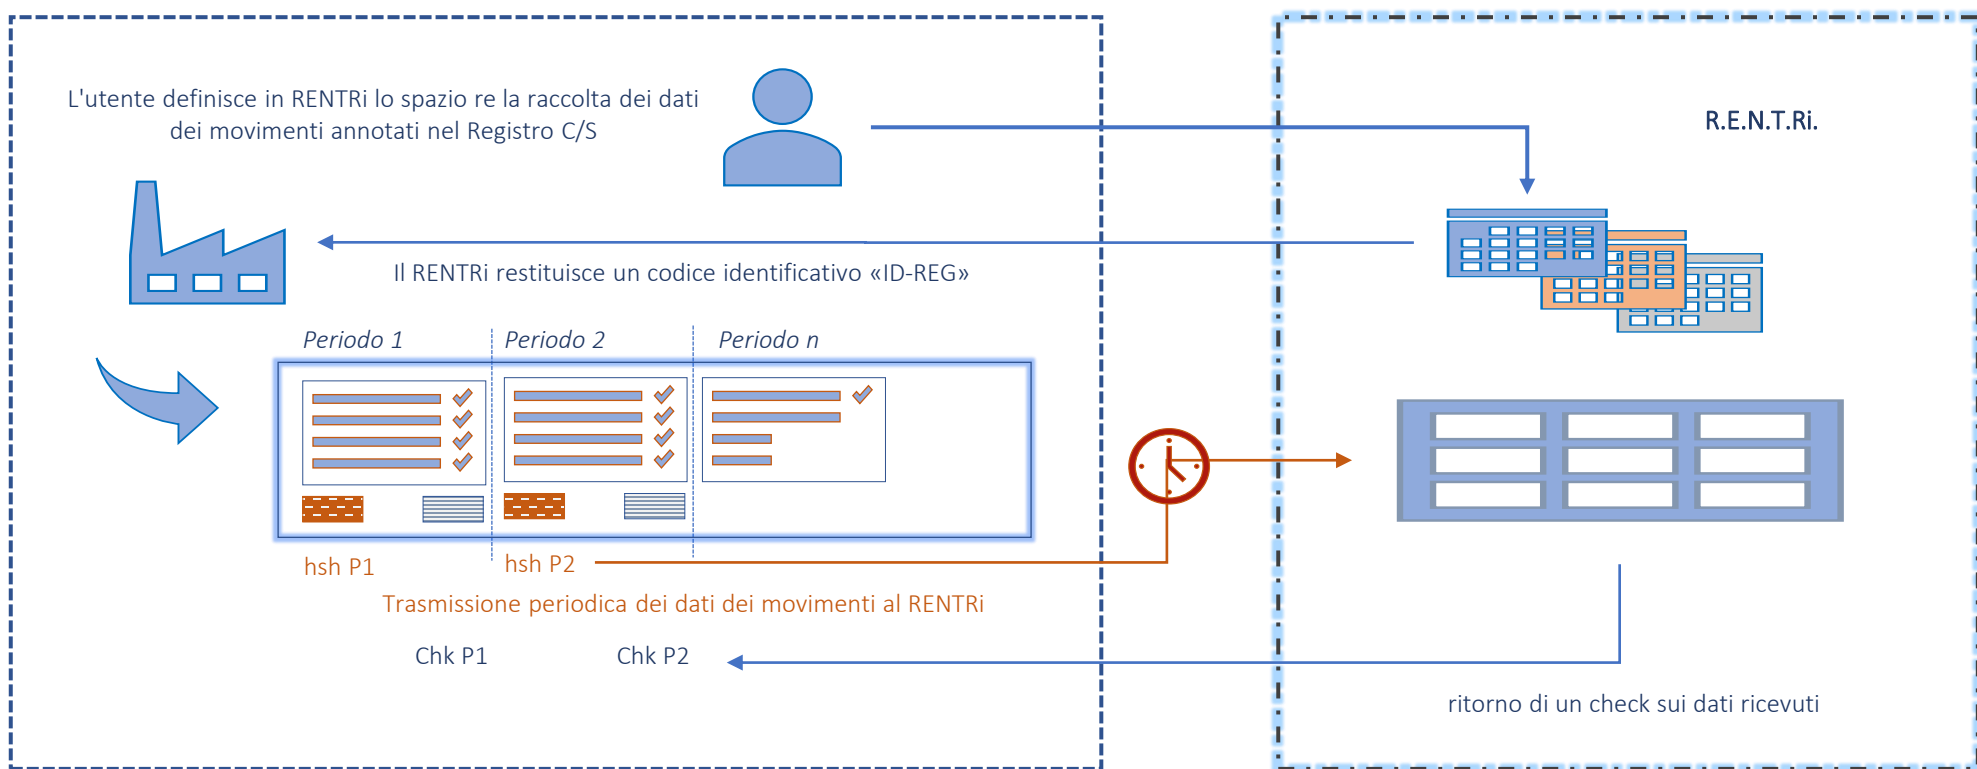 L'utente definisce in RENTRi lo spazio re la raccolta dei dati
dei movimenti annotati nel Registro C/S
R.E.N.T.Ri.
Il RENTRi restituisce un codice identificativo «ID-REG»
Periodo 1
Periodo 2
Periodo n
hsh P1
hsh P2
Trasmissione periodica dei dati dei movimenti al RENTRi
Chk P1
Chk P2
ritorno di un check sui dati ricevuti